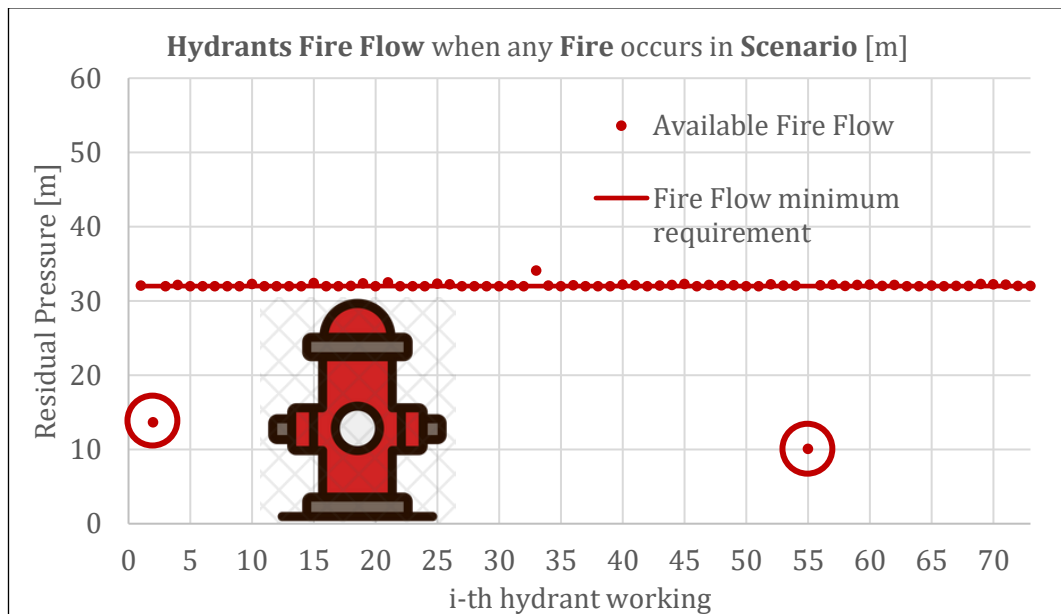 Hydrants Fire Flow when any Fire occurs in Scenario [m]
60
50
40
30
20
10
0
Residual Pressure [m]
Available Fire Flow
Fire Flow minimum
requirement
0 5 10 15 20 25 30 35 40 45 50 55 60 65 70
i-th hydrant working